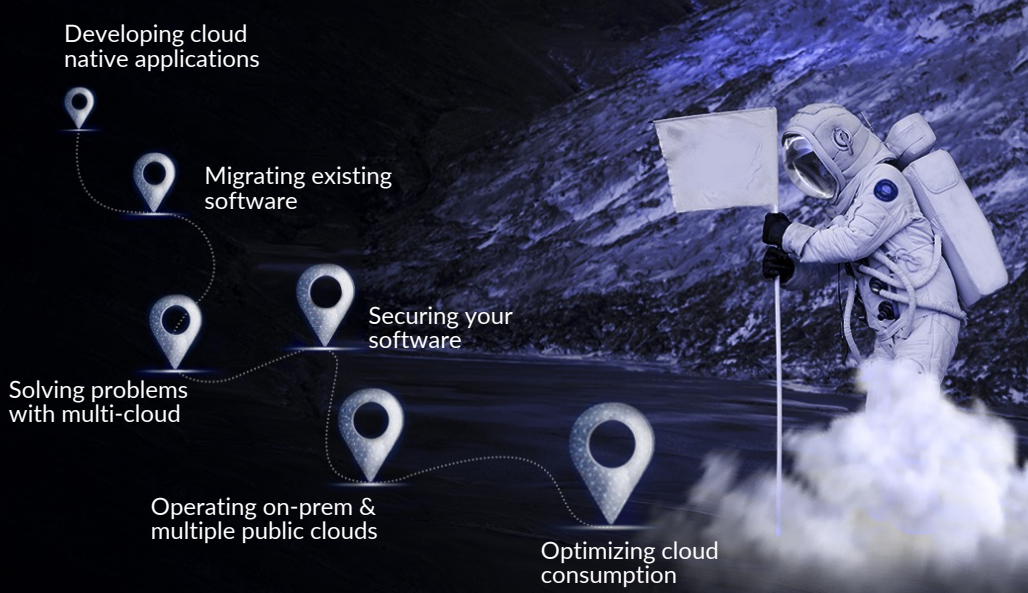 Developing cloud
native applications
Migrating existing
software
Securing your
software
Solving problems
with multi-cloud
Operating on-prem &
multiple public clouds
Optimizing cloud
consumption